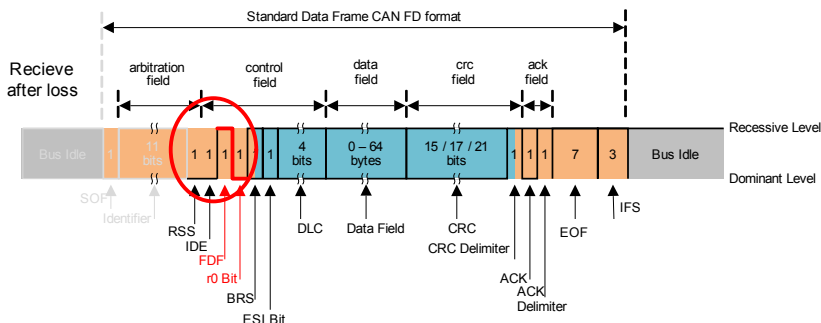 Standard Data Frame CAN FD format
Recieve
after loss
arbitration
field
control
field
data
field
crc
field
ack
field
Recessive Level
Bus Idle
1
11
bits
1
1
1
1
1
1
4
bits
0 – 64
bytes
15 / 17 / 21
bits
1
1
1
7
3
Bus Idle
Dominant Level
SOF
Identifier
RSS
IDE
FDF
r0 Bit
BRS
ESI Bit
DLC
Data Field
CRC
CRC Delimiter
ACK
ACK
Delimiter
EOF
IFS